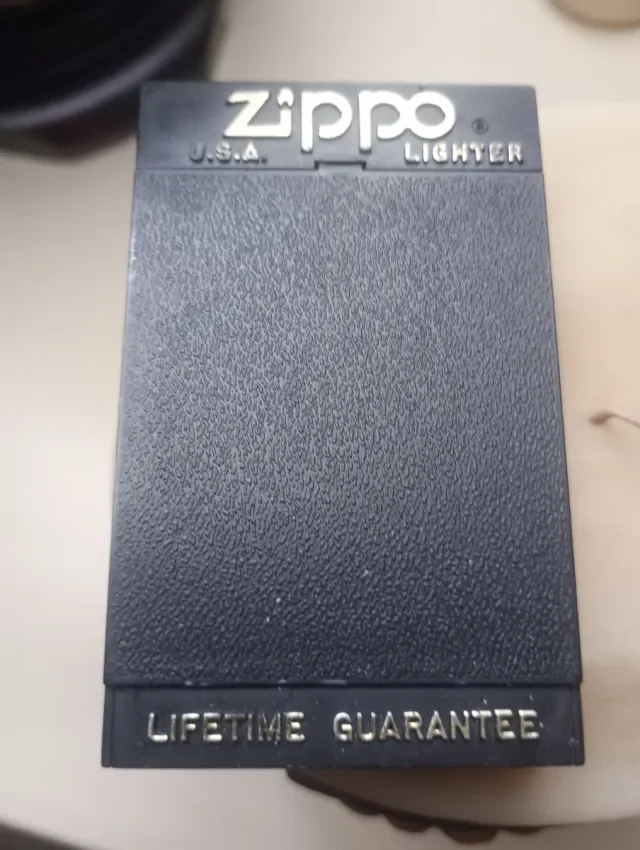 Zippo ®
U.S.A. LIGHTER
LIFETIME GUARANTEE